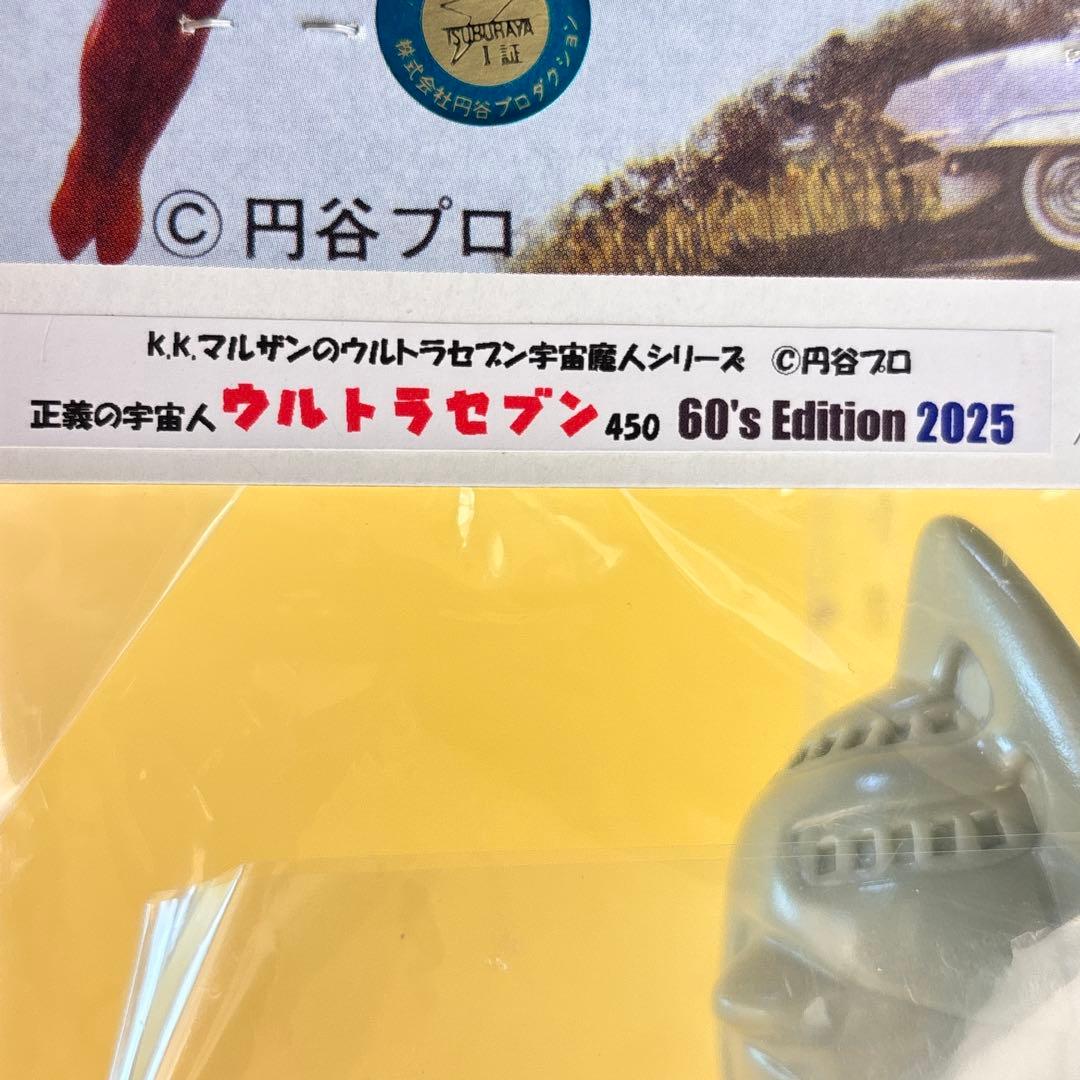 TSUBURAYA
証
株式会社円谷プロダクション
© 円谷プロ
K.K.マルザンのウルトラセブン宇宙魔人シリーズ ©円谷プロ
正義の宇宙人ウルトラセブン450 60's Edition 2025